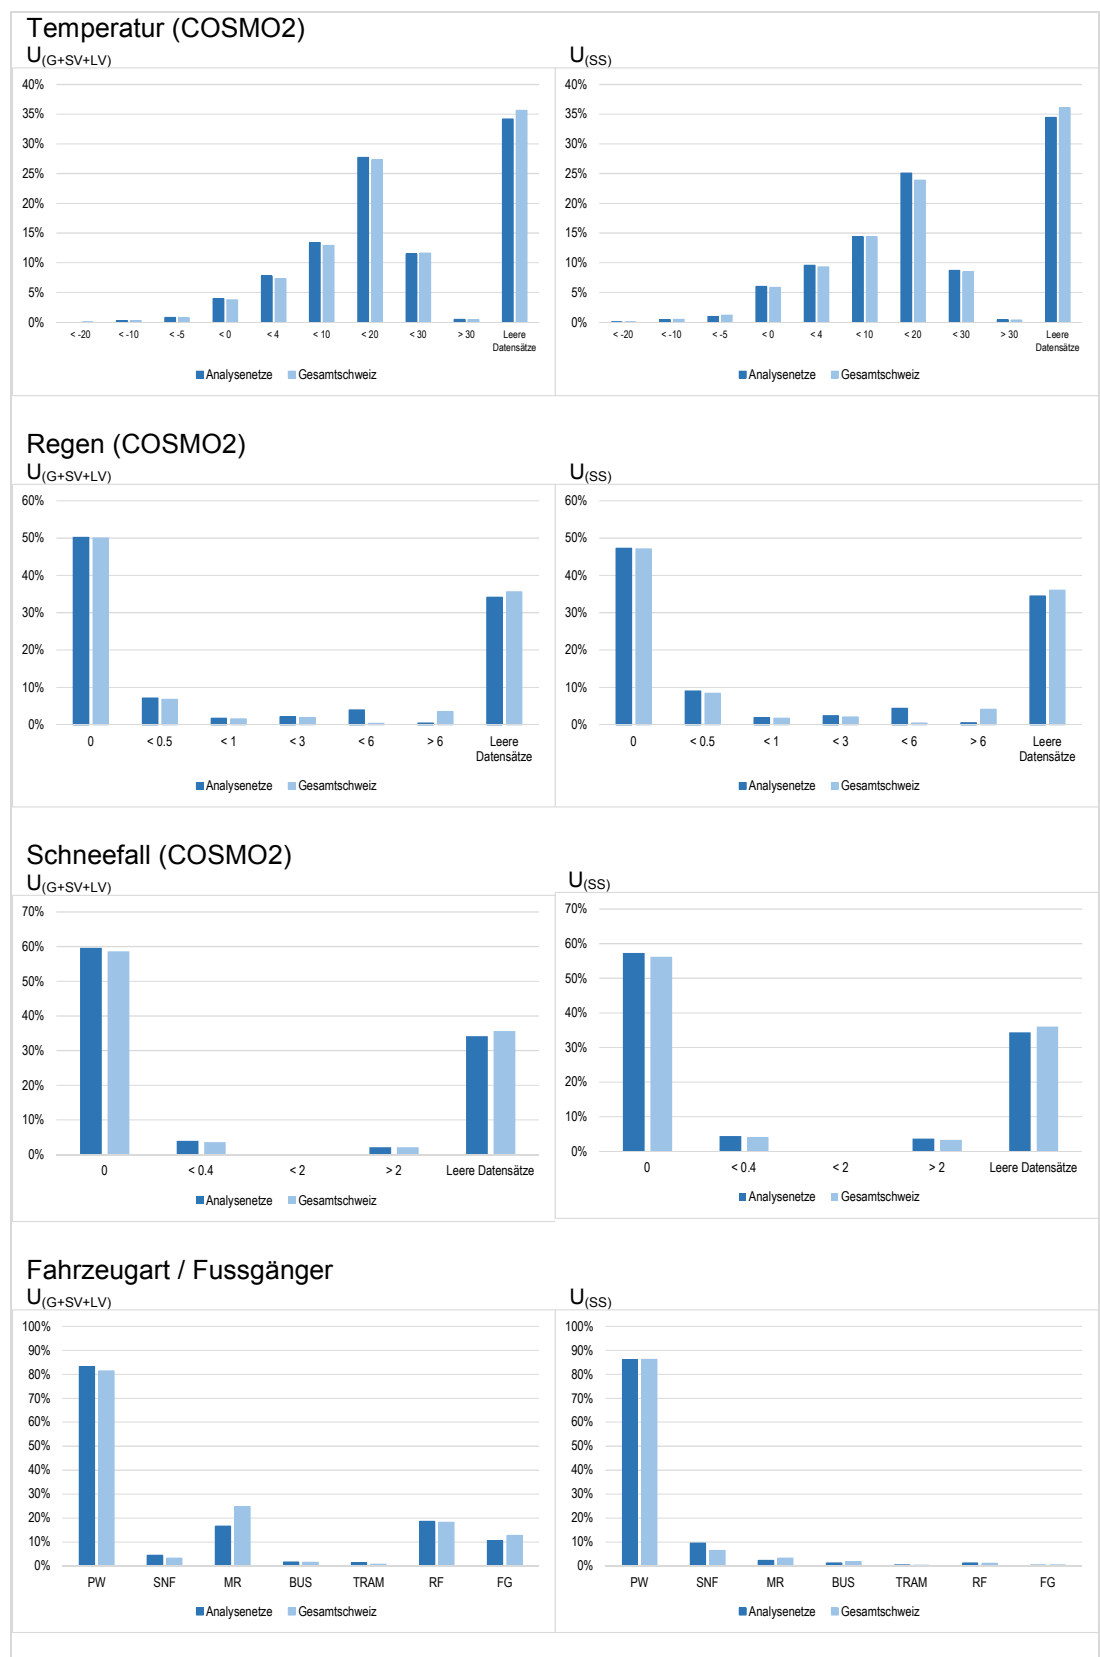 Temperatur (COSMO2)
U(G+SV+LV)
40%
35%
30%
25%
20%
15%
10%
5%
0%
< -20 < -10 < -5 < 0 < 4 < 10 < 20 < 30 > 30 Leere
Datensätze
Analysenetze Gesamtschweiz
U(SS)
40%
35%
30%
25%
20%
15%
10%
5%
0%
< -20 < -10 < -5 < 0 < 4 < 10 < 20 < 30 > 30 Leere
Datensätze
Analysenetze Gesamtschweiz
Regen (COSMO2)
U(G+SV+LV)
60%
50%
40%
30%
20%
10%
0%
0 < 0.5 < 1 < 3 < 6 > 6 Leere
Datensätze
Analysenetze Gesamtschweiz
U(SS)
60%
50%
40%
30%
20%
10%
0%
0 < 0.5 < 1 < 3 < 6 > 6 Leere
Datensätze
Analysenetze Gesamtschweiz
Schneefall (COSMO2)
U(G+SV+LV)
70%
60%
50%
40%
30%
20%
10%
0%
0 < 0.4 < 2 > 2 Leere Datensätze
Analysenetze Gesamtschweiz
U(SS)
70%
60%
50%
40%
30%
20%
10%
0%
0 < 0.4 < 2 > 2 Leere Datensätze
Analysenetze Gesamtschweiz
Fahrzeugart / Fussgänger
U(G+SV+LV)
100%
90%
80%
70%
60%
50%
40%
30%
20%
10%
0%
PW SNF MR BUS TRAM RF FG
Analysenetze Gesamtschweiz
U(SS)
100%
90%
80%
70%
60%
50%
40%
30%
20%
10%
0%
PW SNF MR BUS TRAM RF FG
Analysenetze Gesamtschweiz